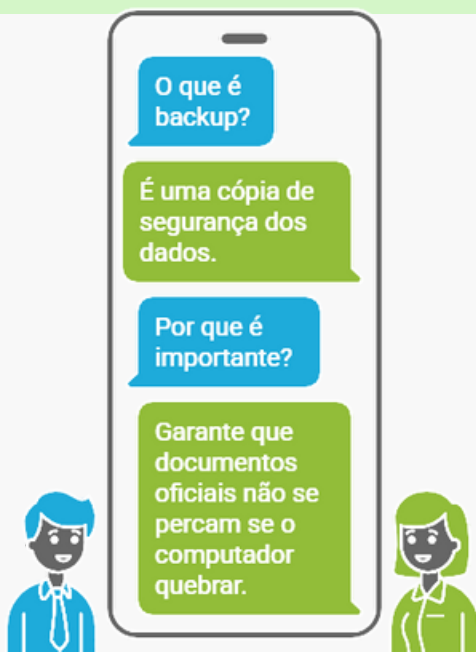 O que é
backup?
É uma cópia de
segurança dos
dados.
Por que é
importante?
Garante que
documentos
oficiais não se
percam se o
computador
quebrar.